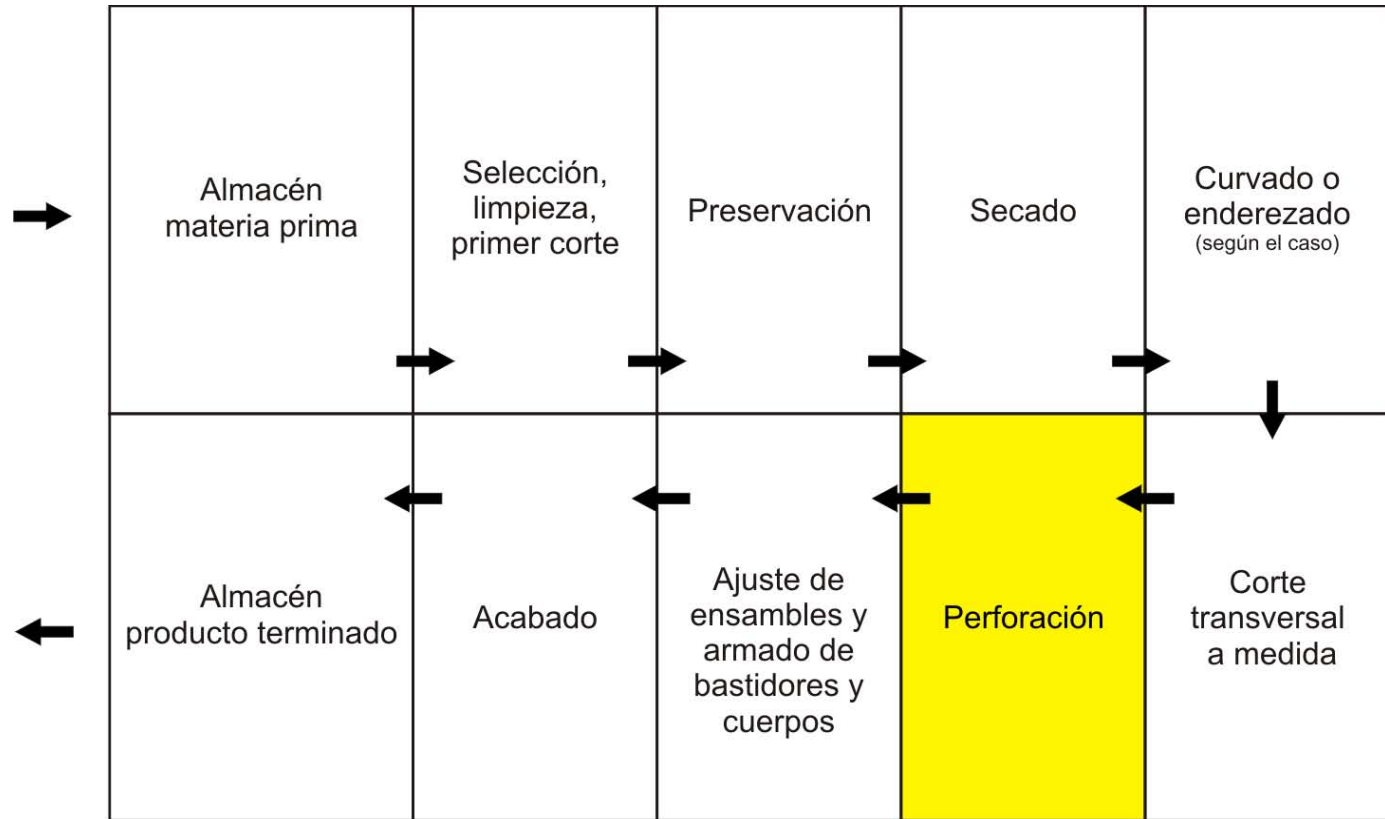 Almacén
materia prima
Selección,
limpieza,
primer corte
Preservación
Secado
Curvado o
enderezado
(según el caso)
Almacén
producto terminado
Acabado
Ajuste de
ensambles y
armado de
bastidores y
cuerpos
Perforación
Corte
transversal
a medida